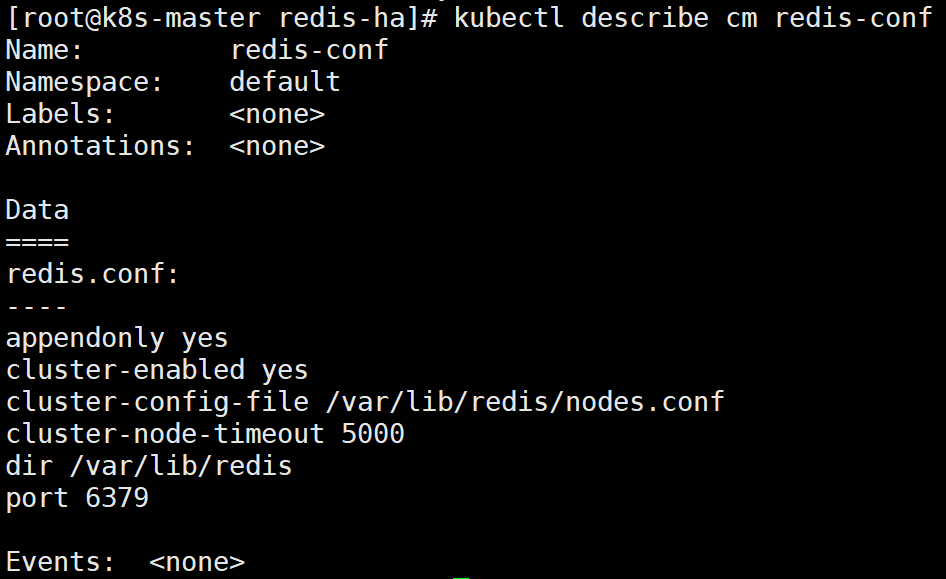 [root@k8s-master redis-ha]# kubectl describe cm redis-conf
Name:         redis-conf
Namespace:    default
Labels:       <none>
Annotations:  <none>

Data
====
redis.conf:
----
appendonly yes
cluster-enabled yes
cluster-config-file /var/lib/redis/nodes.conf
cluster-node-timeout 5000
dir /var/lib/redis
port 6379

Events:  <none>